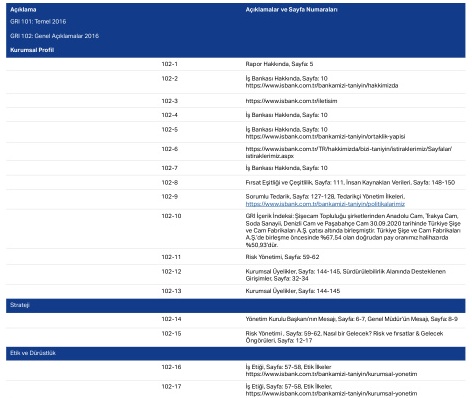 Açıklama Açıklamalar ve Sayfa Numaraları
GRI 101: Temel 2016
GRI 102: Genel Açıklamalar 2016
Kurumsal Profil
102-1 Rapor Hakkında, Sayfa: 5
102-2 İş Bankası Hakkında, Sayfa: 10
https://www.isbank.com.tr/bankamizi-taniyin/hakkimizda
102-3 https://www.isbank.com.tr/iletisim
102-4 İş Bankası Hakkında, Sayfa: 10
102-5 İş Bankası Hakkında, Sayfa: 10
https://www.isbank.com.tr/bankamizi-taniyin/ortaklik-yapisi
102-6 https://www.isbank.com.tr/TR/hakkimizda/bizi-taniyin/istiraklerimiz/Sayfalar/
istiraklerimiz.aspx
102-7 İş Bankası Hakkında, Sayfa: 10
102-8 Fırsat Eşitliği ve Çeşitlilik, Sayfa: 111, İnsan Kaynakları Verileri, Sayfa: 148-150
102-9 Sorumlu Tedarik, Sayfa: 127-128, Tedarikçi Yönetim İlkeleri,
https://www.isbank.com.tr/bankamizi-taniyin/politikalarimiz
102-10 GRI İçerik İndeksi: Şişecam Topluluğu şirketlerinden Anadolu Cam, Trakya Cam,
Soda Sanayii, Denizli Cam ve Paşabahçe Cam 30.09.2020 tarihinde Türkiye Şişe
ve Cam Fabrikaları A.Ş. çatısı altında birleşmiştir. Türkiye Şişe ve Cam Fabrikaları
A.Ş.'de birleşme öncesinde %67,54 olan doğrudan pay oranımız halihazırda
%50,93'dür.
102-11 Risk Yönetimi, Sayfa: 59-62
102-12 Kurumsal Üyelikler, Sayfa: 144-145, Sürdürülebilirlik Alanında Desteklenen
Girişimler, Sayfa: 32-34
102-13 Kurumsal Üyelikler, Sayfa: 144-145
Strateji
102-14 Yönetim Kurulu Başkanı'nın Mesajı, Sayfa: 6-7, Genel Müdür'ün Mesajı, Sayfa: 8-9
102-15 Risk Yönetimi , Sayfa: 59-62, Nasıl bir Gelecek? Risk ve fırsatlar & Gelecek
Öngörüleri, Sayfa: 12-17
Etik ve Dürüstlük
102-16 İş Etiği, Sayfa: 57-58, Etik İlkeler
https://www.isbank.com.tr/bankamizi-taniyin/kurumsal-yonetim
102-17 İş Etiği, Sayfa: 57-58, Etik İlkeler,
https://www.isbank.com.tr/bankamizi-taniyin/kurumsal-yonetim